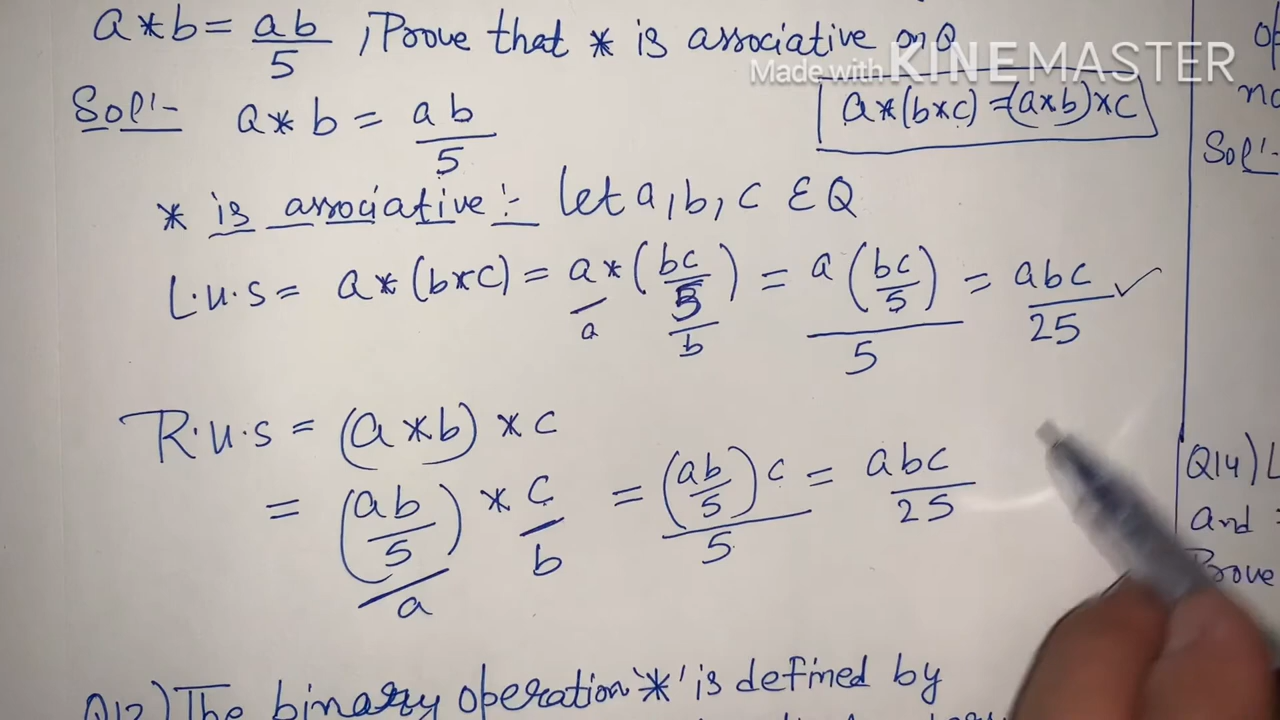 a*b = ab/5 , Prove that * is associative on Q
Made with KINEMASTER
Sol'- a* b = ab/5
a*(b*c) = (a*b)*c
* is associative :- let a, b, c ∈ Q
L.H.S = a* (b*c) = a* (bc/5) = a(bc/5)/5 = abc/25 ✓
a b
R.H.S = (a*b) * c
= (ab/5) * c = (ab/5)c/5 = abc/25
a b
Q12) The binary operation '*' is defined by
Sol'-
Q14) L
and
Prove